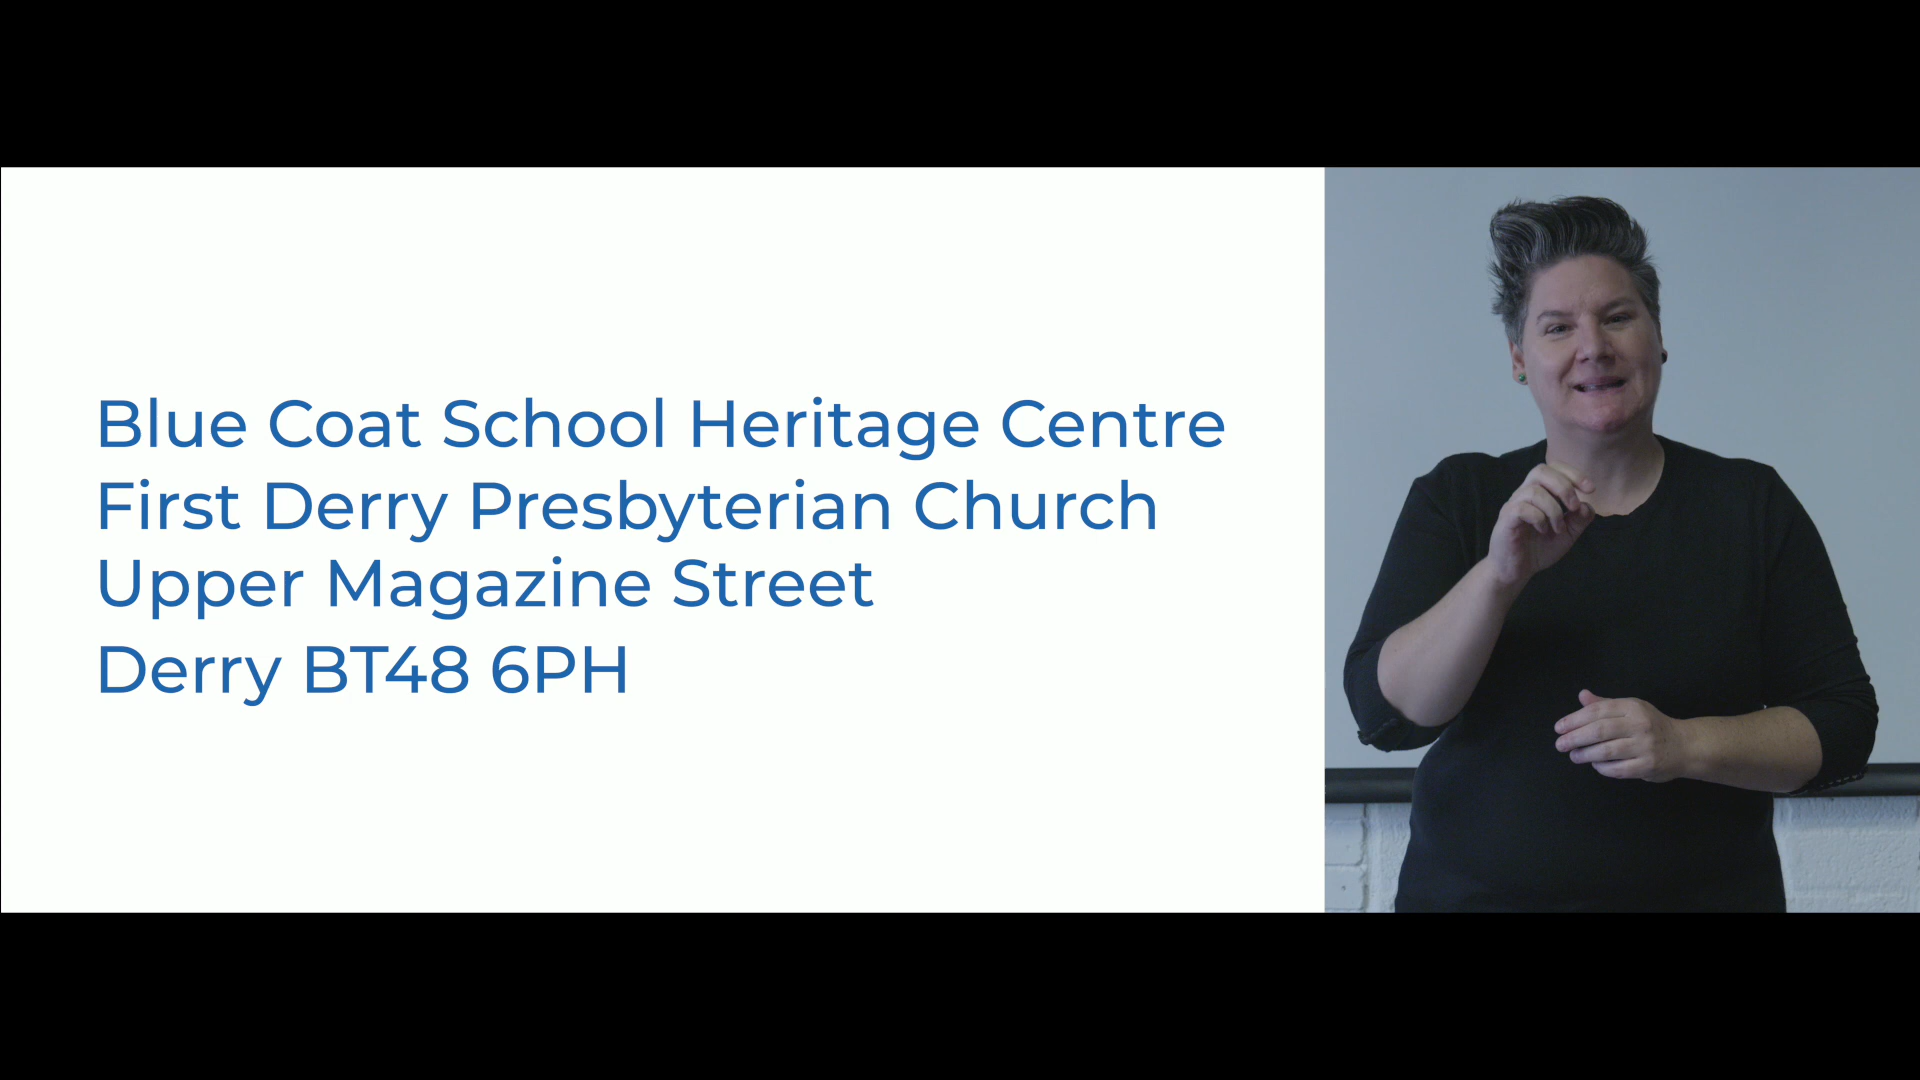 Blue Coat School Heritage Centre
First Derry Presbyterian Church
Upper Magazine Street
Derry BT48 6PH